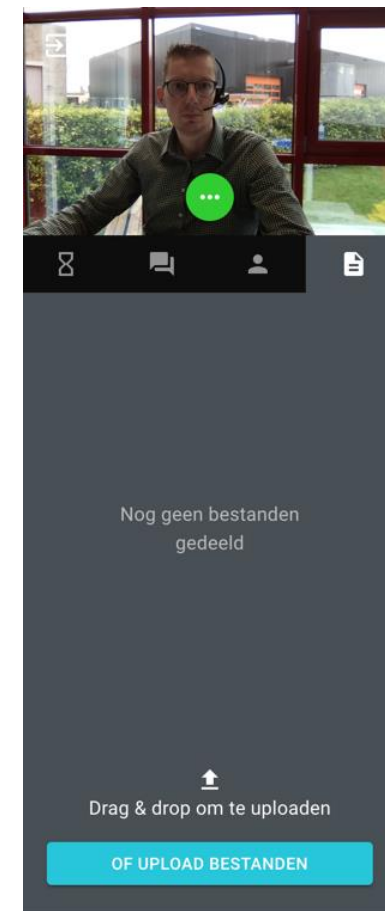 Nog geen bestanden
gedeeld
Drag & drop om te uploaden
OF UPLOAD BESTANDEN